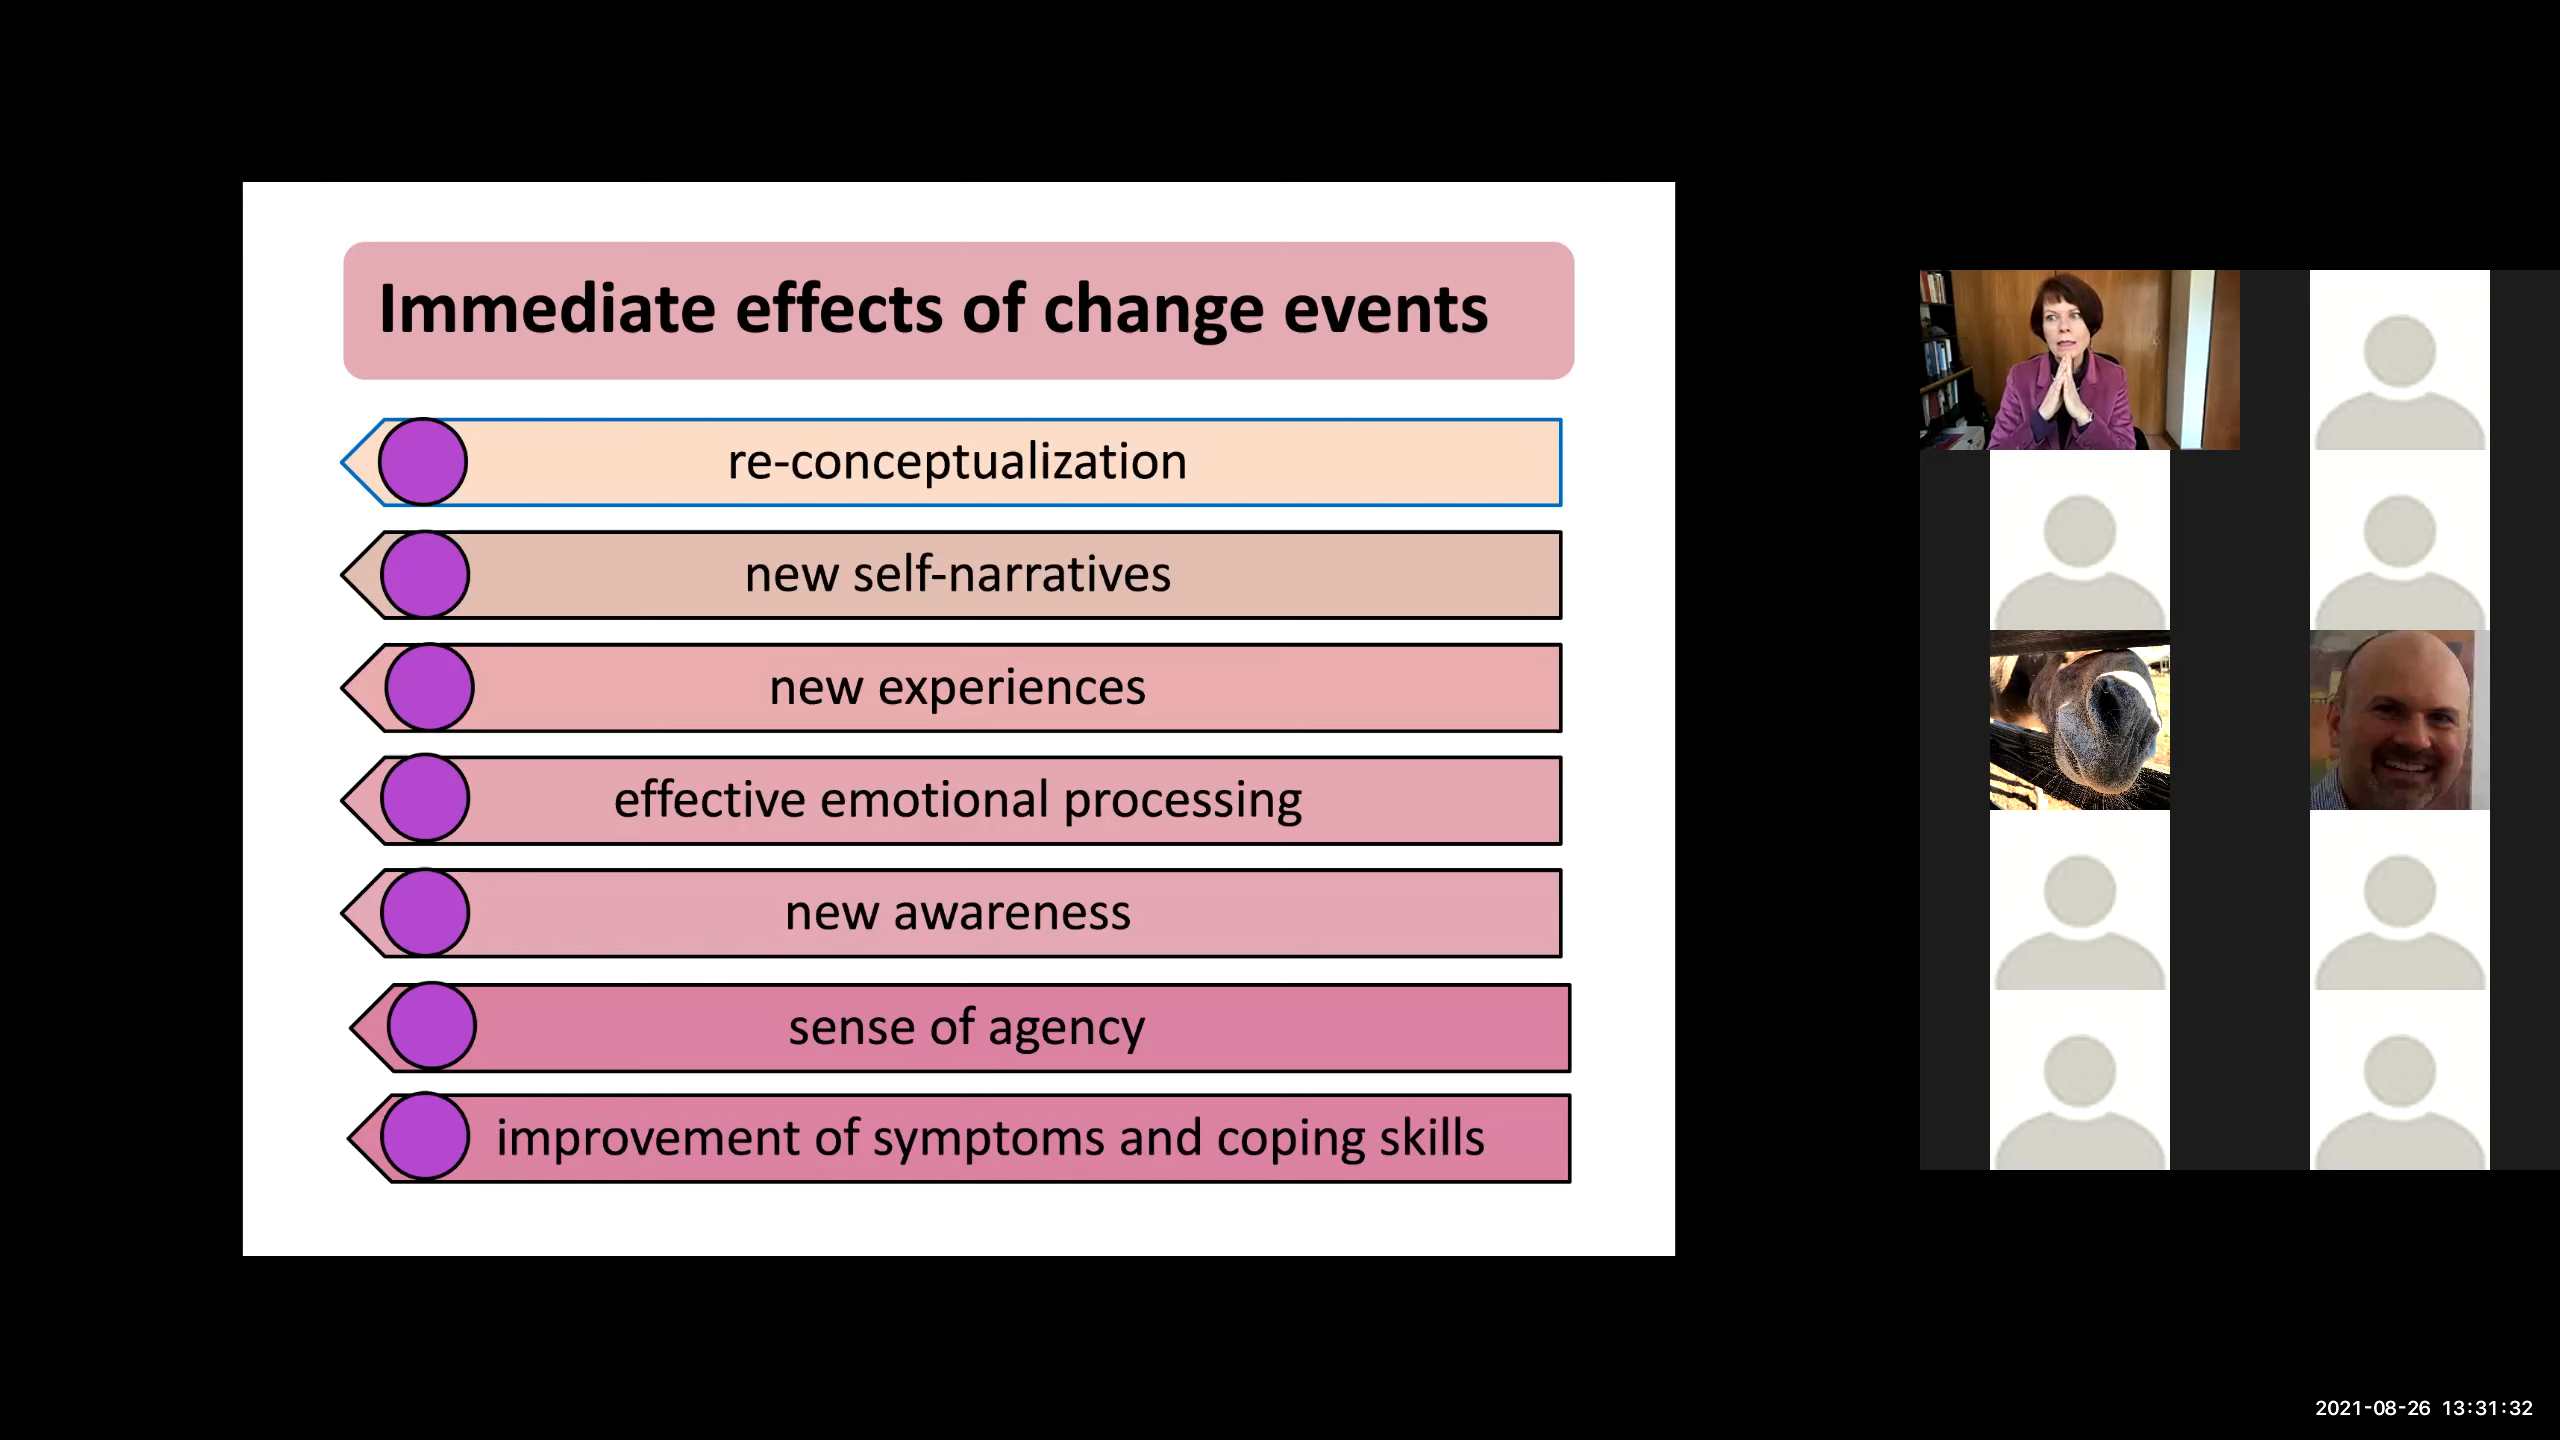 Immediate effects of change events
re-conceptualization
new self-narratives
new experiences
effective emotional processing
new awareness
sense of agency
improvement of symptoms and coping skills
2021-08-26 13:31:32